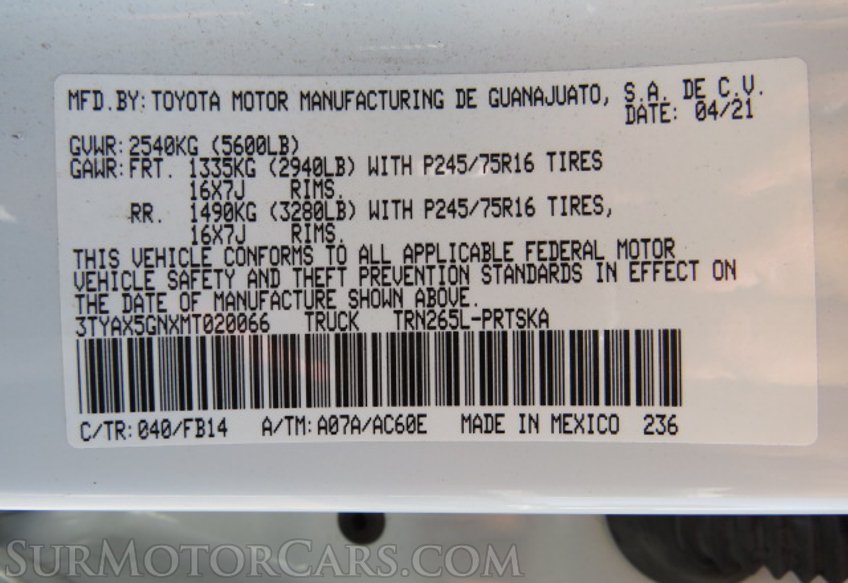 MFD.BY: TOYOTA MOTOR MANUFACTURING DE GUANAJUATO, S.A. DE C.V.
DATE: 04/21
GVWR: 2540KG (5600LB)
GAWR: FRT. 1335KG (2940LB) WITH P245/75R16 TIRES
16X7J RIMS.
RR. 1490KG (3280LB) WITH P245/75R16 TIRES,
16X7J RIMS.
THIS VEHICLE CONFORMS TO ALL APPLICABLE FEDERAL MOTOR
VEHICLE SAFETY AND THEFT PREVENTION STANDARDS IN EFFECT ON
THE DATE OF MANUFACTURE SHOWN ABOVE.
3TYAX5GNXMT020066 TRUCK TRN265L-PRTSKA
C/TR: 040/FB14 A/TM: A07A/AC60E MADE IN MEXICO 236
SURMOTORCARS.COM